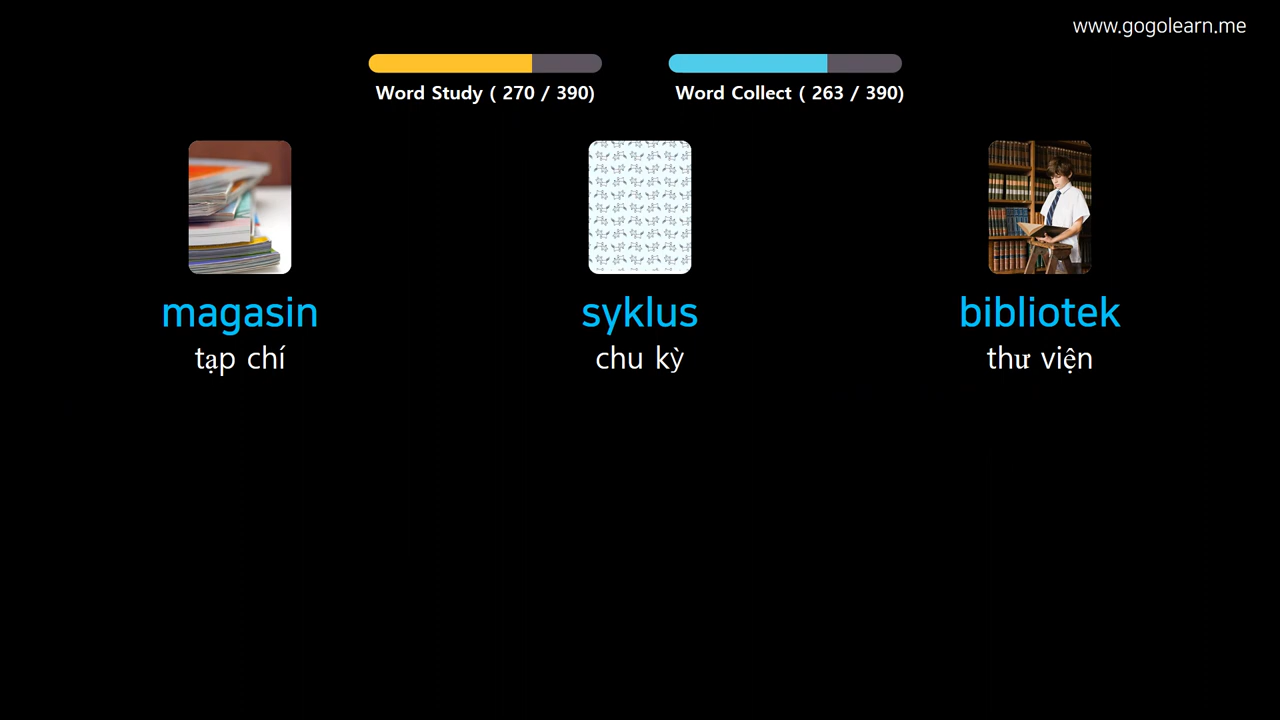 www.gogolearn.me
Word Study ( 270 / 390)
Word Collect ( 263 / 390)
magasin
tạp chí
syklus
chu kỳ
bibliotek
thư viện